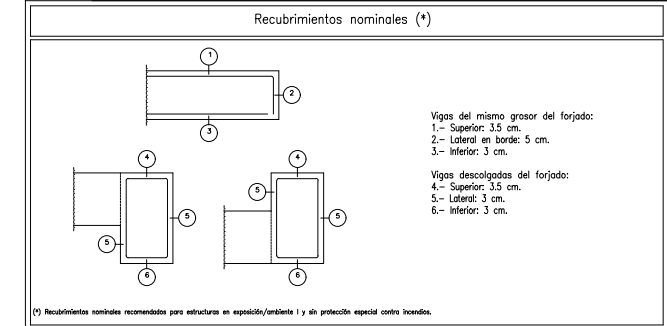 Recubrimientos nominales (*)
1
2
3
Vigas del mismo grosor del forjado:
1.- Superior: 3.5 cm.
2.- Lateral en borde: 5 cm.
3.- Inferior: 3 cm.
Vigas descolgadas del forjado:
4.- Superior: 3.5 cm.
5.- Lateral: 3 cm.
6.- Inferior: 3 cm.
4 4
5
5 5
5
6 6
(*) Recubrimientos nominales recomendados para estructuras en exposición/ambiente I y sin protección especial contra incendios.